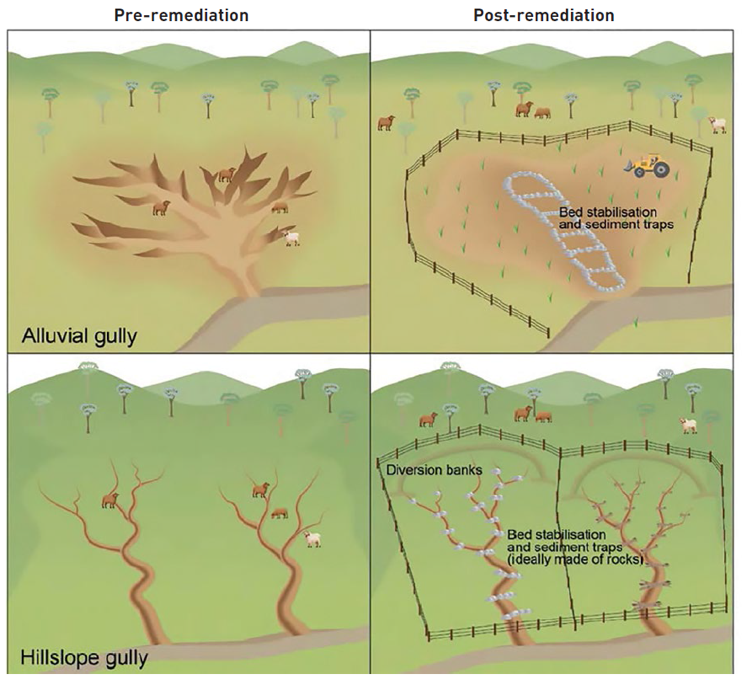 Pre-remediation
Post-remediation
Bed stabilisation
and sediment traps
Alluvial gully
Diversion banks
Bed stabilisation
and sediment traps
(ideally made of rocks)
Hillslope gully